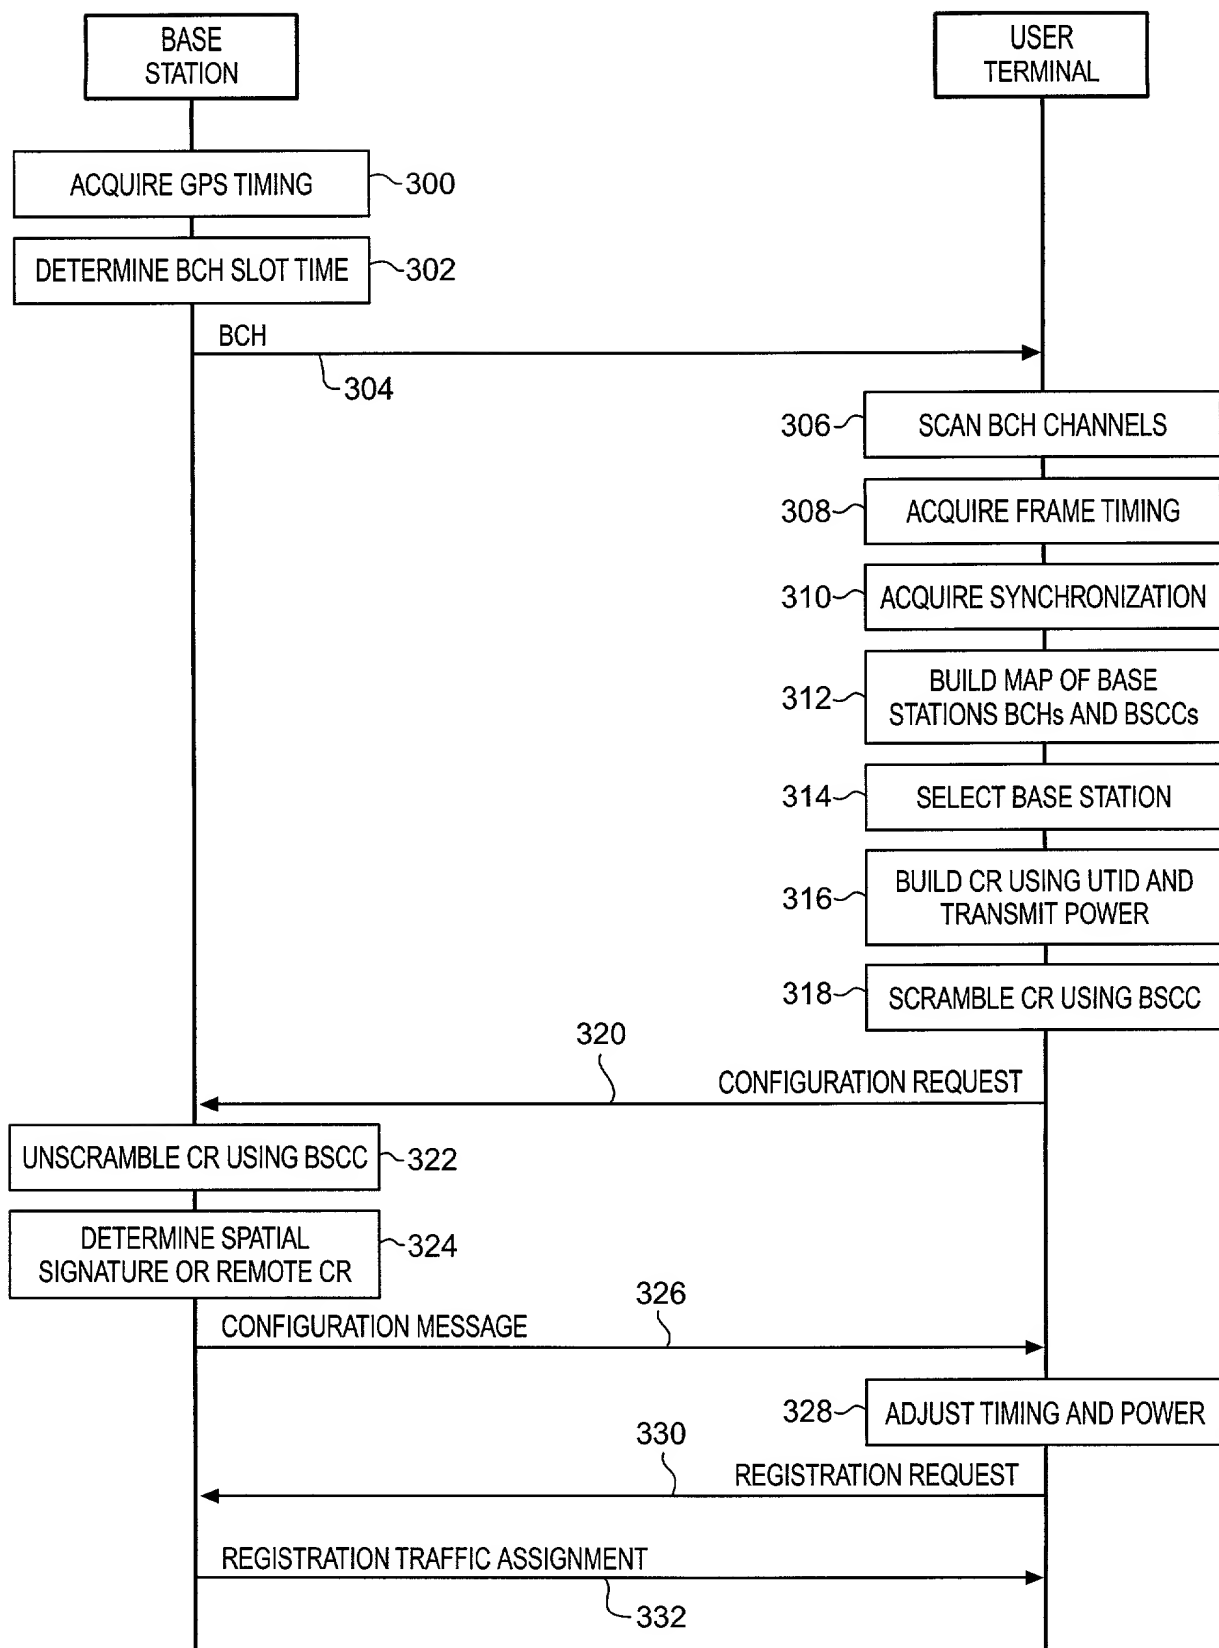 BASE
STATION
USER
TERMINAL
ACQUIRE GPS TIMING
300
DETERMINE BCH SLOT TIME
302
BCH
304
306
SCAN BCH CHANNELS
308
ACQUIRE FRAME TIMING
310
ACQUIRE SYNCHRONIZATION
312
BUILD MAP OF BASE
STATIONS BCHs AND BSCCs
314
SELECT BASE STATION
316
BUILD CR USING UTID AND
TRANSMIT POWER
318
SCRAMBLE CR USING BSCC
320
CONFIGURATION REQUEST
UNSCRAMBLE CR USING BSCC
322
DETERMINE SPATIAL
SIGNATURE OR REMOTE CR
324
326
CONFIGURATION MESSAGE
328
ADJUST TIMING AND POWER
330
REGISTRATION REQUEST
REGISTRATION TRAFFIC ASSIGNMENT
332